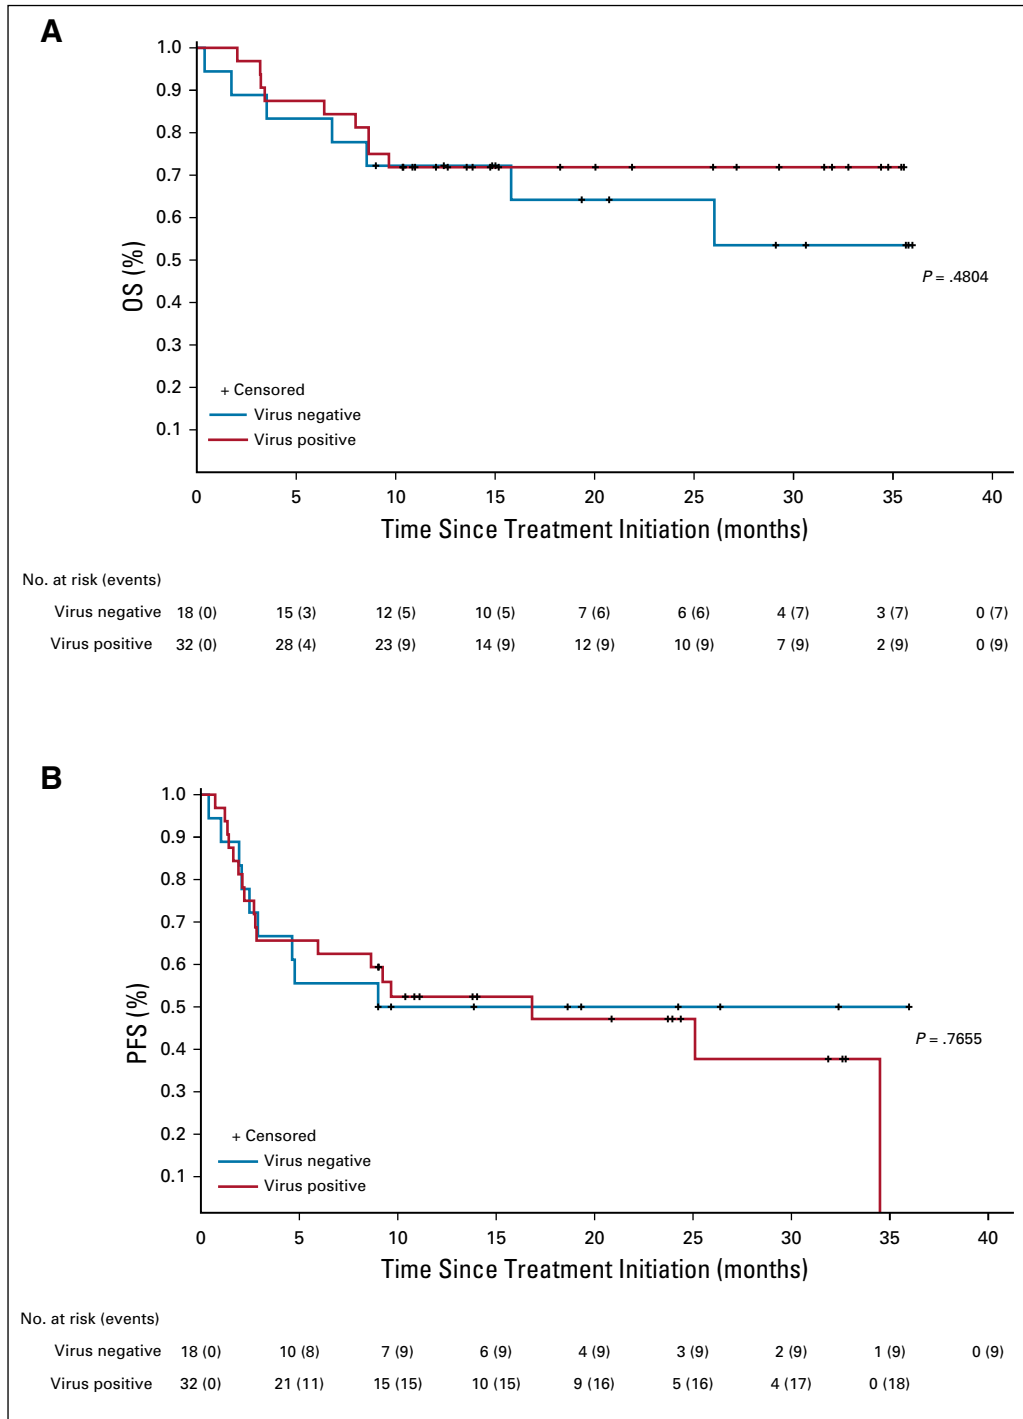 A
1.0
0.9
0.8
0.7
0.6
0.5
0.4
0.3
0.2
0.1
OS (%)
P = .4804
+ Censored
Virus negative
Virus positive
0 5 10 15 20 25 30 35 40
Time Since Treatment Initiation (months)
No. at risk (events)
Virus negative 18 (0) 15 (3) 12 (5) 10 (5) 7 (6) 6 (6) 4 (7) 3 (7) 0 (7)
Virus positive 32 (0) 28 (4) 23 (9) 14 (9) 12 (9) 10 (9) 7 (9) 2 (9) 0 (9)
B
1.0
0.9
0.8
0.7
0.6
0.5
0.4
0.3
0.2
0.1
PFS (%)
P = .7655
+ Censored
Virus negative
Virus positive
0 5 10 15 20 25 30 35 40
Time Since Treatment Initiation (months)
No. at risk (events)
Virus negative 18 (0) 10 (8) 7 (9) 6 (9) 4 (9) 3 (9) 2 (9) 1 (9) 0 (9)
Virus positive 32 (0) 21 (11) 15 (15) 10 (15) 9 (16) 5 (16) 4 (17) 0 (18)